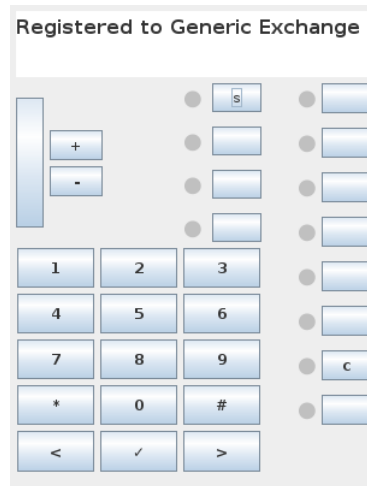 Registered to Generic Exchange
s
+
-
1 2 3
4 5 6
7 8 9
c
* 0 #
< ✓ >